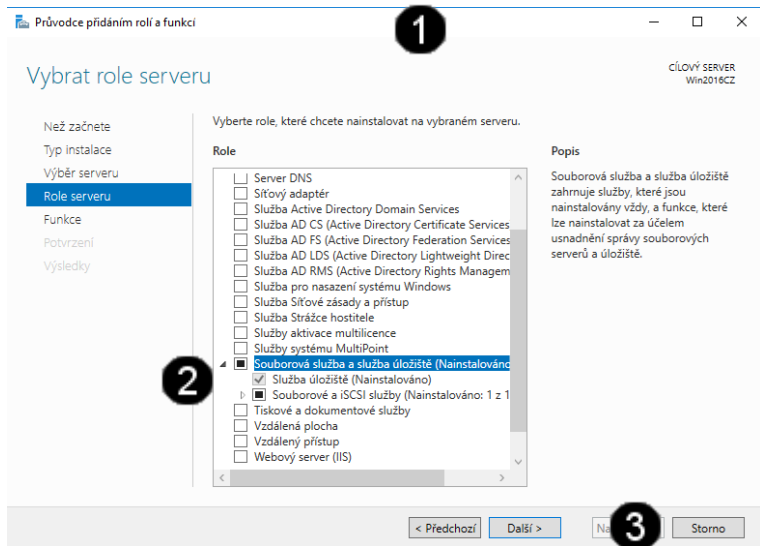 Průvodce přidáním rolí a funkcí
1
Vybrat role serveru
CÍLOVÝ SERVER
Win2016CZ
Než začnete
Typ instalace
Výběr serveru
Role serveru
Funkce
Potvrzení
Výsledky
Vyberte role, které chcete nainstalovat na vybraném serveru.
Role
Server DNS
Síťový adaptér
Služba Active Directory Domain Services
Služba AD CS (Active Directory Certificate Services
Služba AD FS (Active Directory Federation Services
Služba AD LDS (Active Directory Lightweight Direc
Služba AD RMS (Active Directory Rights Managem
Služba pro nasazení systému Windows
Služba Síťové zásady a přístup
Služba Strážce hostitele
Služby aktivace multilicence
Služby systému MultiPoint
2
Souborová služba a služba úložiště (Nainstalováno
Služba úložiště (Nainstalováno)
Souborové a iSCSI služby (Nainstalováno: 1 z 1
Tiskové a dokumentové služby
Vzdálená plocha
Vzdálený přístup
Webový server (IIS)
Popis
Souborová služba a služba úložiště
zahrnuje služby, které jsou
nainstalovány vždy, a funkce, které
lze nainstalovat za účelem
usnadnění správy souborových
serverů a úložiště.
< Předchozí
Další >
3
Storno